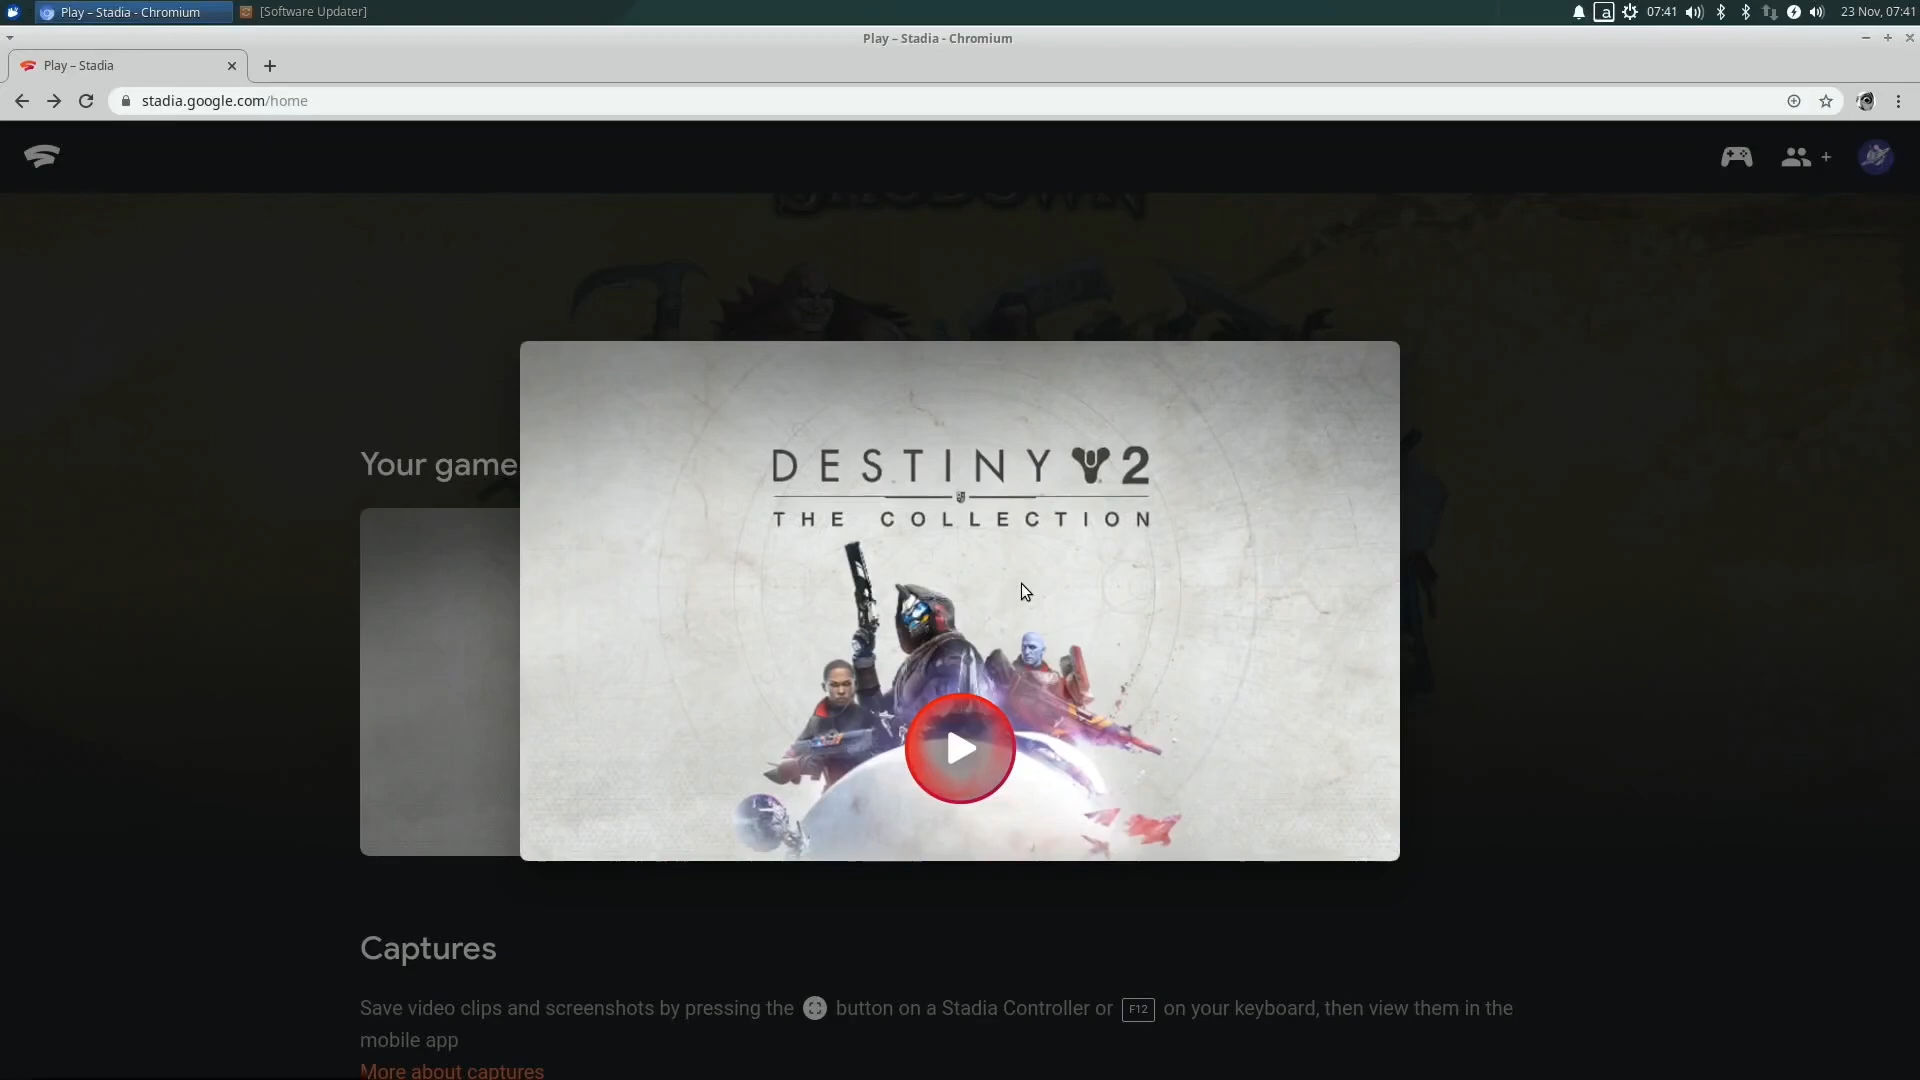 Play – Stadia - Chromium
[Software Updater]
a
07:41
23 Nov, 07:41
Play – Stadia - Chromium
Play – Stadia
stadia.google.com/home
Your game
DESTINY 2
THE COLLECTION
Captures
Save video clips and screenshots by pressing the button on a Stadia Controller or F12 on your keyboard, then view them in the
mobile app
More about captures